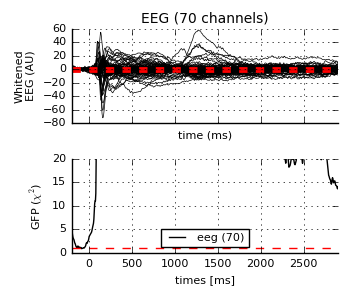 EEG (70 channels)
60
40
20
0
−20
−40
−60
−80
Whitened
EEG (AU)
time (ms)
20
15
10
5
0
GFP (χ²)
eeg (70)
0 500 1000 1500 2000 2500
times [ms]